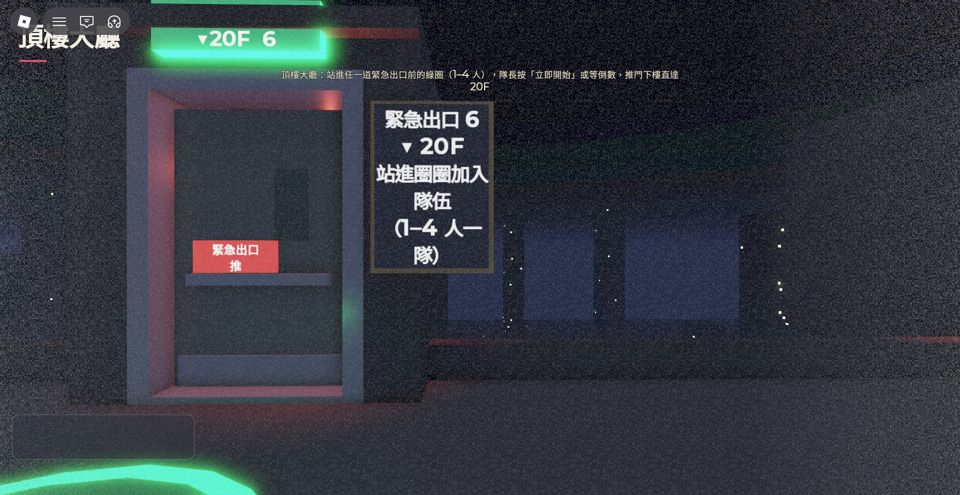 頂樓大廳
▼20F 6
頂樓大廳：站進任一道緊急出口前的綠圈（1–4 人），隊長按「立即開始」或等倒數，推門下樓直達
20F
緊急出口 6
▼ 20F
站進圈圈加入
隊伍
（1–4 人一
隊）
緊急出口
推